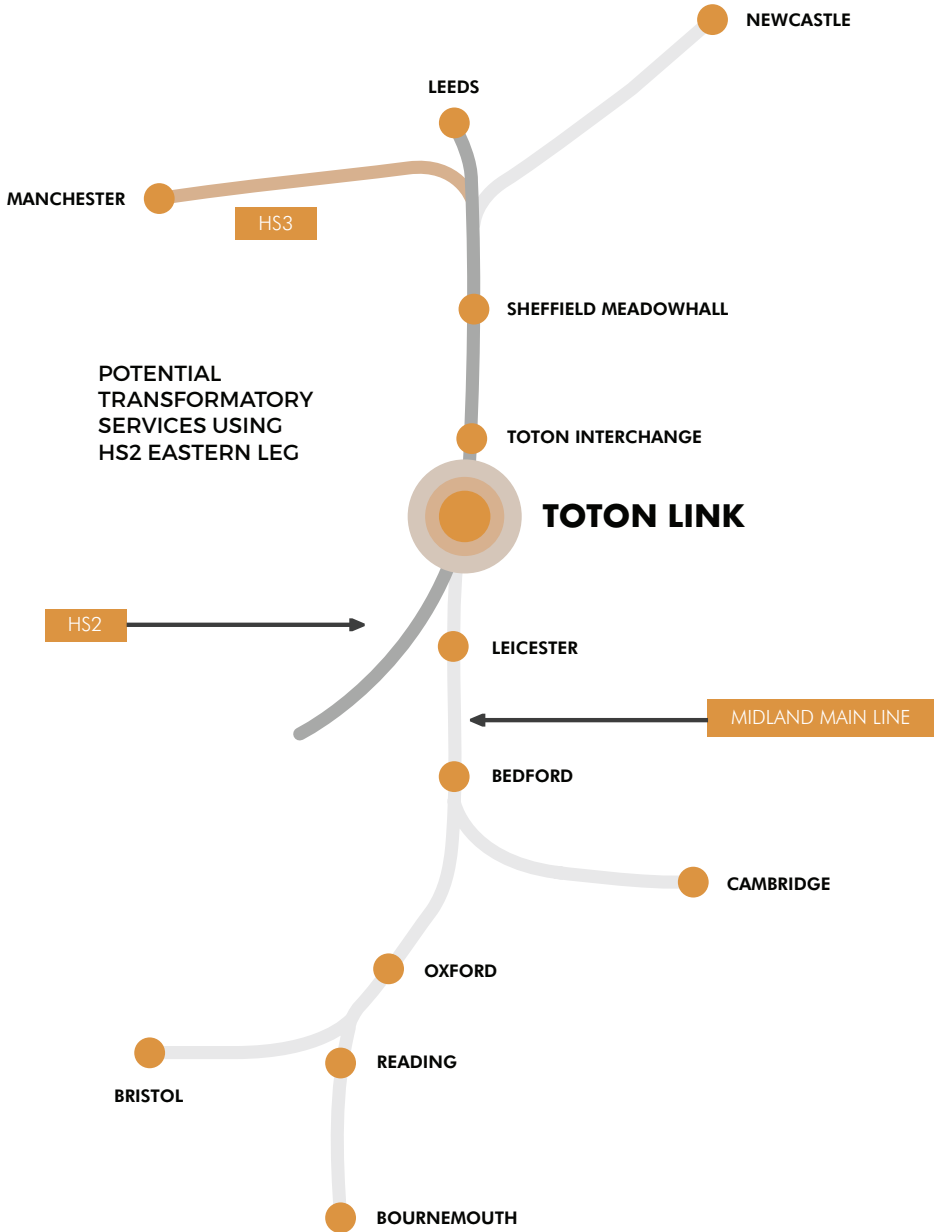 NEWCASTLE
LEEDS
MANCHESTER
HS3
SHEFFIELD MEADOWHALL
POTENTIAL
TRANSFORMATORY
SERVICES USING
HS2 EASTERN LEG
TOTON INTERCHANGE
TOTON LINK
HS2
LEICESTER
MIDLAND MAIN LINE
BEDFORD
CAMBRIDGE
OXFORD
READING
BRISTOL
BOURNEMOUTH